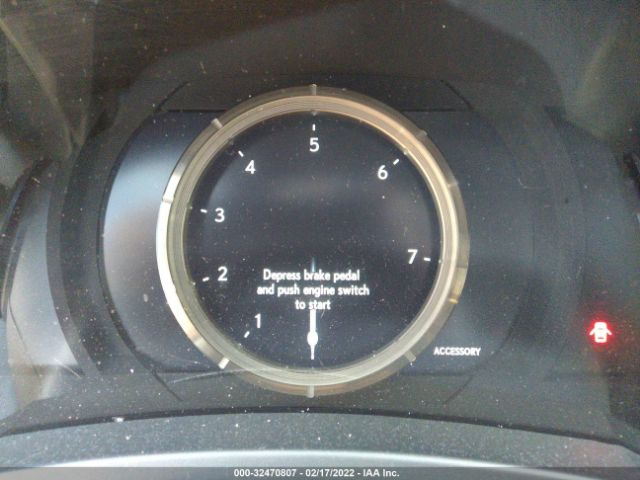 5
4
6
3
7
2
Depress brake pedal
and push engine switch
to start
1
ACCESSORY
000-32470807 - 02/17/2022 - IAA Inc.